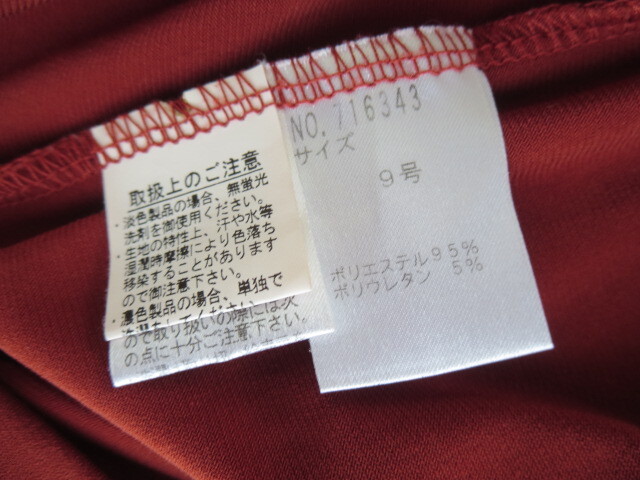 取扱上のご注意
・淡色製品の場合、無蛍光
洗剤を御使用ください。
・生地の特性上、汗や水等
湿潤時摩擦により色落ち
移染することがあります
ので御注意下さい。
・濃色製品の場合、単独で
ので取り扱いの際には次
の点に十分ご注意下さい。
NO.716343
サイズ
9号
ポリエステル95%
ポリウレタン 5%